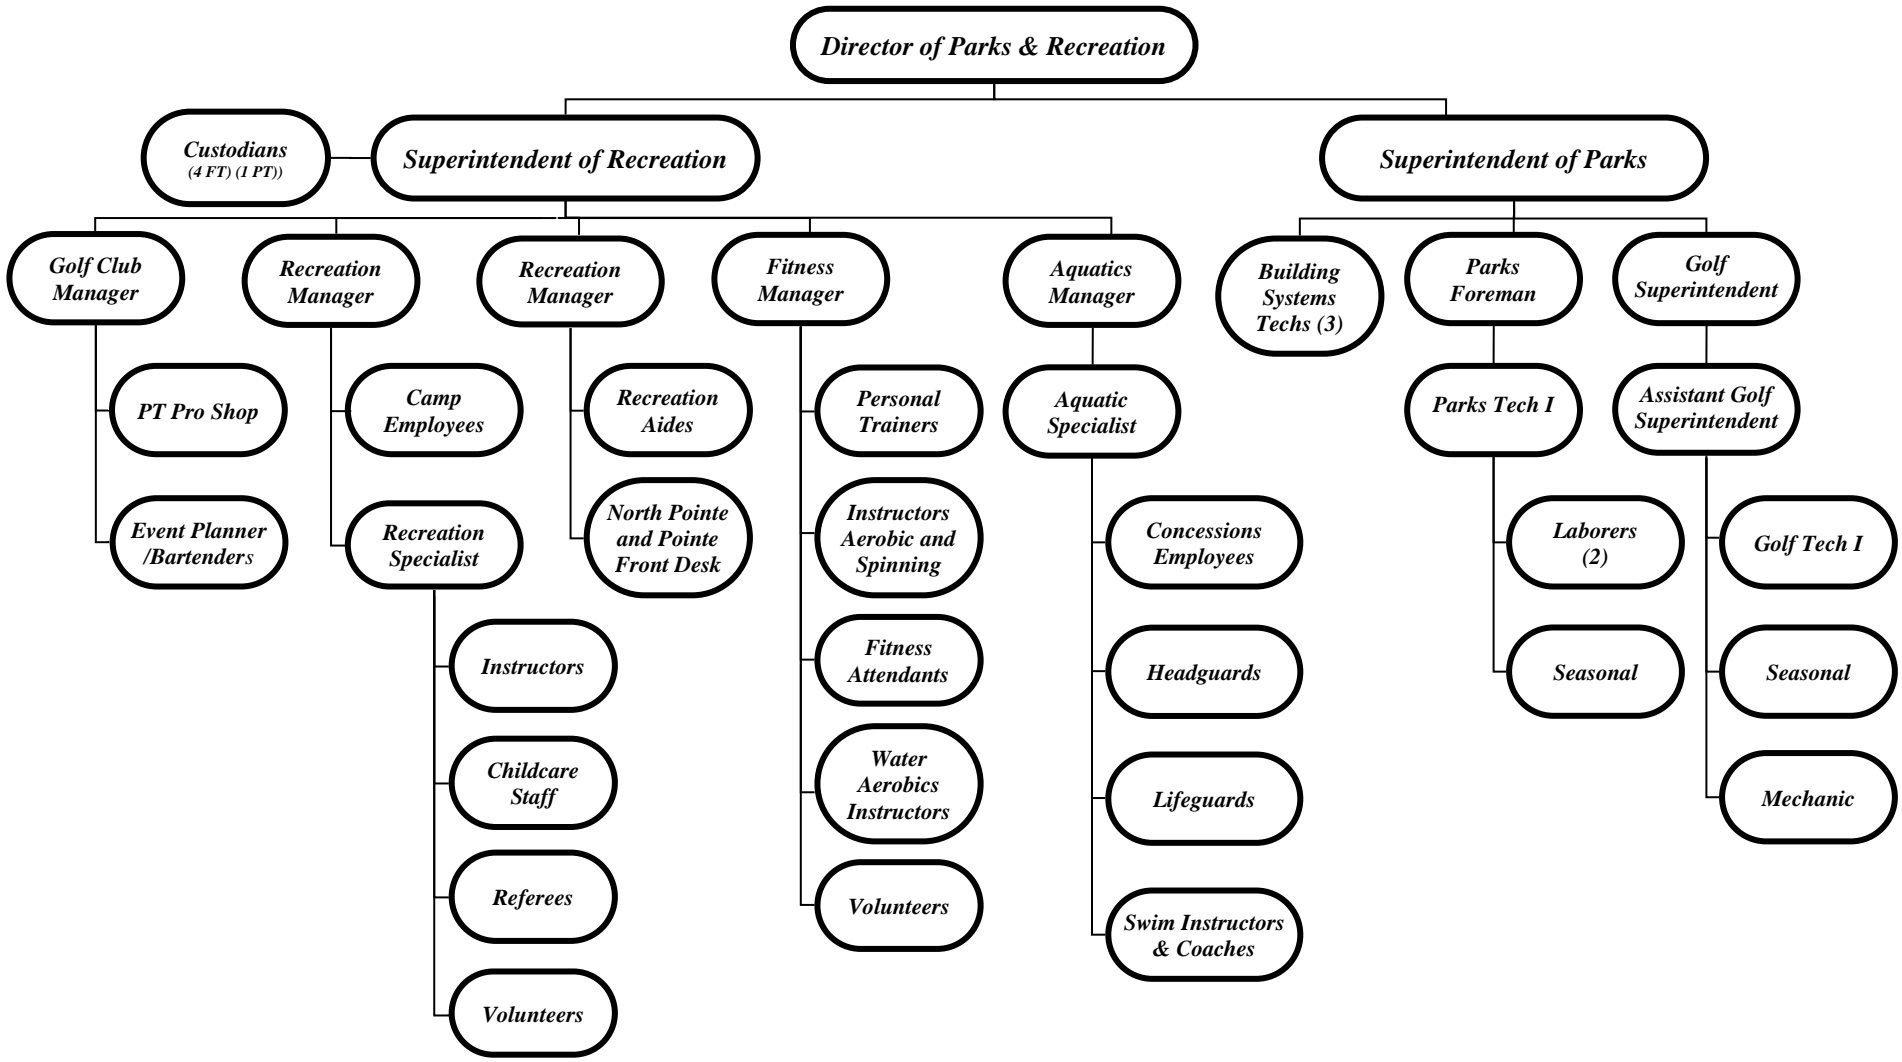 Director of Parks & Recreation
Custodians
(4 FT) (1 PT))
Superintendent of Recreation
Superintendent of Parks
Golf Club
Manager
Recreation
Manager
Recreation
Manager
Fitness
Manager
Aquatics
Manager
Building
Systems
Techs (3)
Parks
Foreman
Golf
Superintendent
PT Pro Shop
Camp
Employees
Recreation
Aides
Personal
Trainers
Aquatic
Specialist
Parks Tech I
Assistant Golf
Superintendent
Event Planner
/Bartenders
Recreation
Specialist
North Pointe
and Pointe
Front Desk
Instructors
Aerobic and
Spinning
Concessions
Employees
Laborers
(2)
Golf Tech I
Instructors
Fitness
Attendants
Headguards
Seasonal
Seasonal
Childcare
Staff
Water
Aerobics
Instructors
Lifeguards
Mechanic
Referees
Volunteers
Swim Instructors
& Coaches
Volunteers